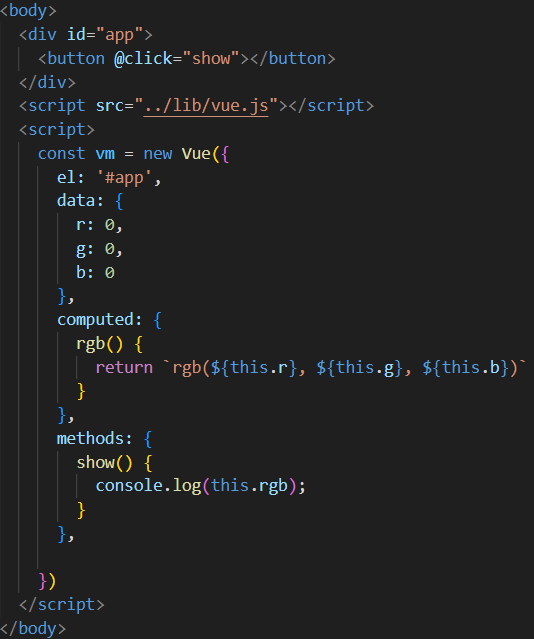 <body>
<div id="app">
<button @click="show"></button>
</div>
<script src="../lib/vue.js"></script>
<script>
const vm = new Vue({
el: '#app',
data: {
r: 0,
g: 0,
b: 0
},
computed: {
rgb() {
return `rgb(${this.r}, ${this.g}, ${this.b})`
}
},
methods: {
show() {
console.log(this.rgb);
}
},
})
</script>
</body>